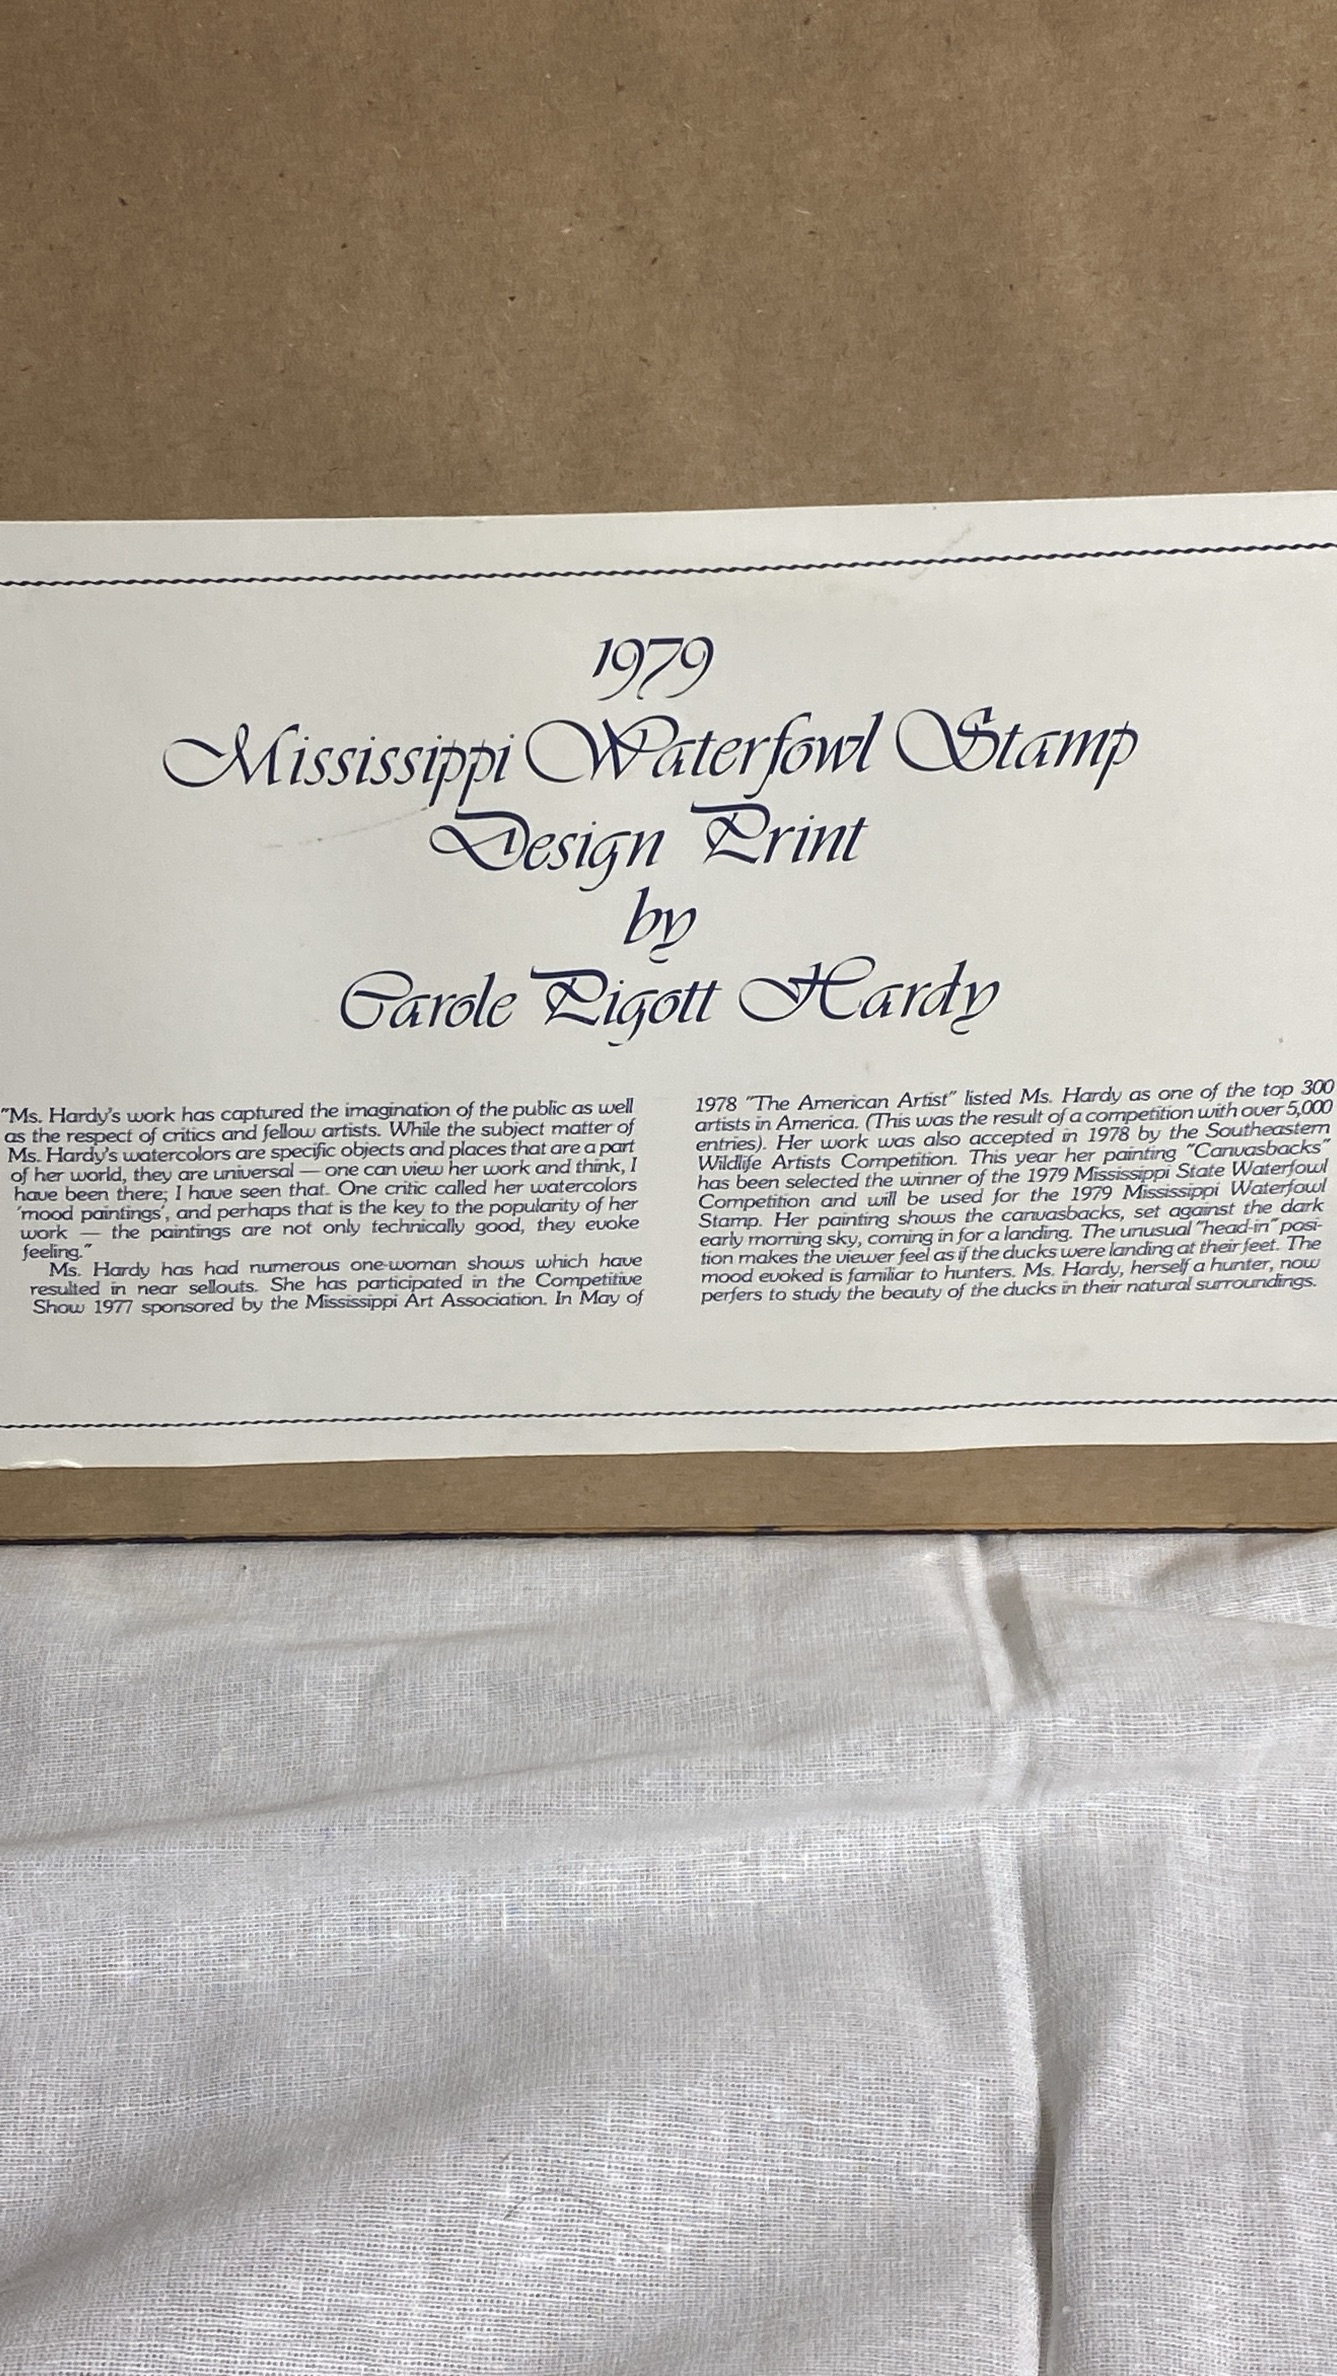 1979
Mississippi Waterfowl Stamp
Design Print
by
Carole Pigott Hardy
"Ms. Hardy's work has captured the imagination of the public as well
as the respect of critics and fellow artists. While the subject matter of
Ms. Hardy's watercolors are specific objects and places that are a part
of her world, they are universal — one can view her work and think, I
have been there; I have seen that. One critic called her watercolors
'mood paintings', and perhaps that is the key to the popularity of her
work — the paintings are not only technically good, they evoke
feeling."
Ms. Hardy has had numerous one-woman shows which have
resulted in near sellouts. She has participated in the Competitive
Show 1977 sponsored by the Mississippi Art Association. In May of
1978 "The American Artist" listed Ms. Hardy as one of the top 300
artists in America. (This was the result of a competition with over 5,000
entries). Her work was also accepted in 1978 by the Southeastern
Wildlife Artists Competition. This year her painting "Canvasbacks"
has been selected the winner of the 1979 Mississippi State Waterfowl
Competition and will be used for the 1979 Mississippi Waterfowl
Stamp. Her painting shows the canvasbacks, set against the dark
early morning sky, coming in for a landing. The unusual "head-in" posi-
tion makes the viewer feel as if the ducks were landing at their feet. The
mood evoked is familiar to hunters. Ms. Hardy, herself a hunter, now
perfers to study the beauty of the ducks in their natural surroundings.